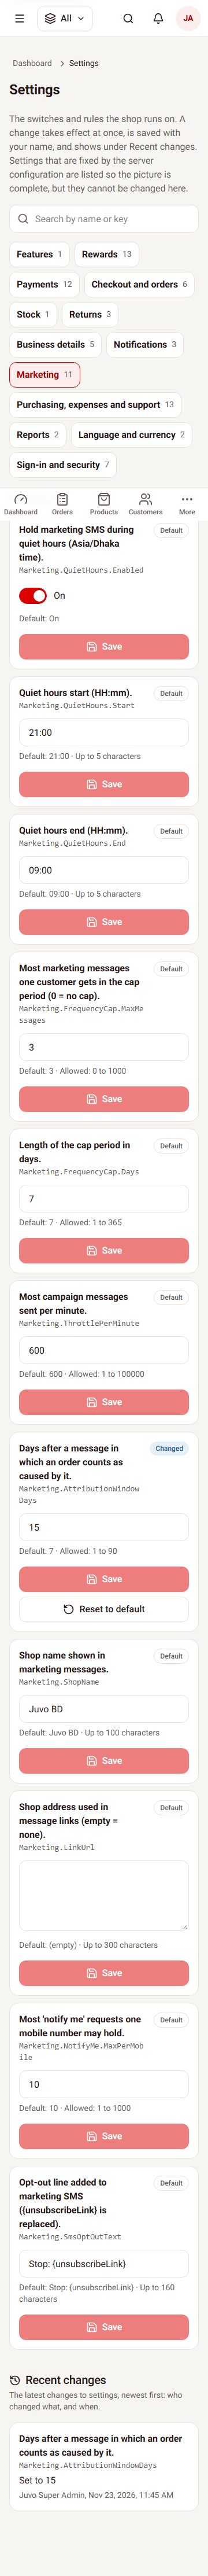 All
JA
Dashboard > Settings
Settings
The switches and rules the shop runs on. A
change takes effect at once, is saved with
your name, and shows under Recent changes.
Settings that are fixed by the server
configuration are listed so the picture is
complete, but they cannot be changed here.
Search by name or key
Features 1
Rewards 13
Payments 12
Checkout and orders 6
Stock 1
Returns 3
Business details 5
Notifications 3
Marketing 11
Purchasing, expenses and support 13
Reports 2
Language and currency 2
Sign-in and security 7
Dashboard
Orders
Products
Customers
More
Hold marketing SMS during
quiet hours (Asia/Dhaka
time).
Default
Marketing.QuietHours.Enabled
On
Default: On
Save
Quiet hours start (HH:mm).
Default
Marketing.QuietHours.Start
21:00
Default: 21:00 · Up to 5 characters
Save
Quiet hours end (HH:mm).
Default
Marketing.QuietHours.End
09:00
Default: 09:00 · Up to 5 characters
Save
Most marketing messages
one customer gets in the cap
period (0 = no cap).
Default
Marketing.FrequencyCap.MaxMe
ssages
3
Default: 3 · Allowed: 0 to 1000
Save
Length of the cap period in
days.
Default
Marketing.FrequencyCap.Days
7
Default: 7 · Allowed: 1 to 365
Save
Most campaign messages
sent per minute.
Default
Marketing.ThrottlePerMinute
600
Default: 600 · Allowed: 1 to 100000
Save
Days after a message in
which an order counts as
caused by it.
Changed
Marketing.AttributionWindow
Days
15
Default: 7 · Allowed: 1 to 90
Save
Reset to default
Shop name shown in
marketing messages.
Default
Marketing.ShopName
Juvo BD
Default: Juvo BD · Up to 100 characters
Save
Shop address used in
message links (empty =
none).
Default
Marketing.LinkUrl
Default: (empty) · Up to 300 characters
Save
Most 'notify me' requests one
mobile number may hold.
Default
Marketing.NotifyMe.MaxPerMob
ile
10
Default: 10 · Allowed: 1 to 1000
Save
Opt-out line added to
marketing SMS
({unsubscribeLink} is
replaced).
Default
Marketing.SmsOptOutText
Stop: {unsubscribeLink}
Default: Stop: {unsubscribeLink} · Up to 160
characters
Save
Recent changes
The latest changes to settings, newest first: who
changed what, and when.
Days after a message in which an order
counts as caused by it.
Marketing.AttributionWindowDays
Set to 15
Juvo Super Admin, Nov 23, 2026, 11:45 AM